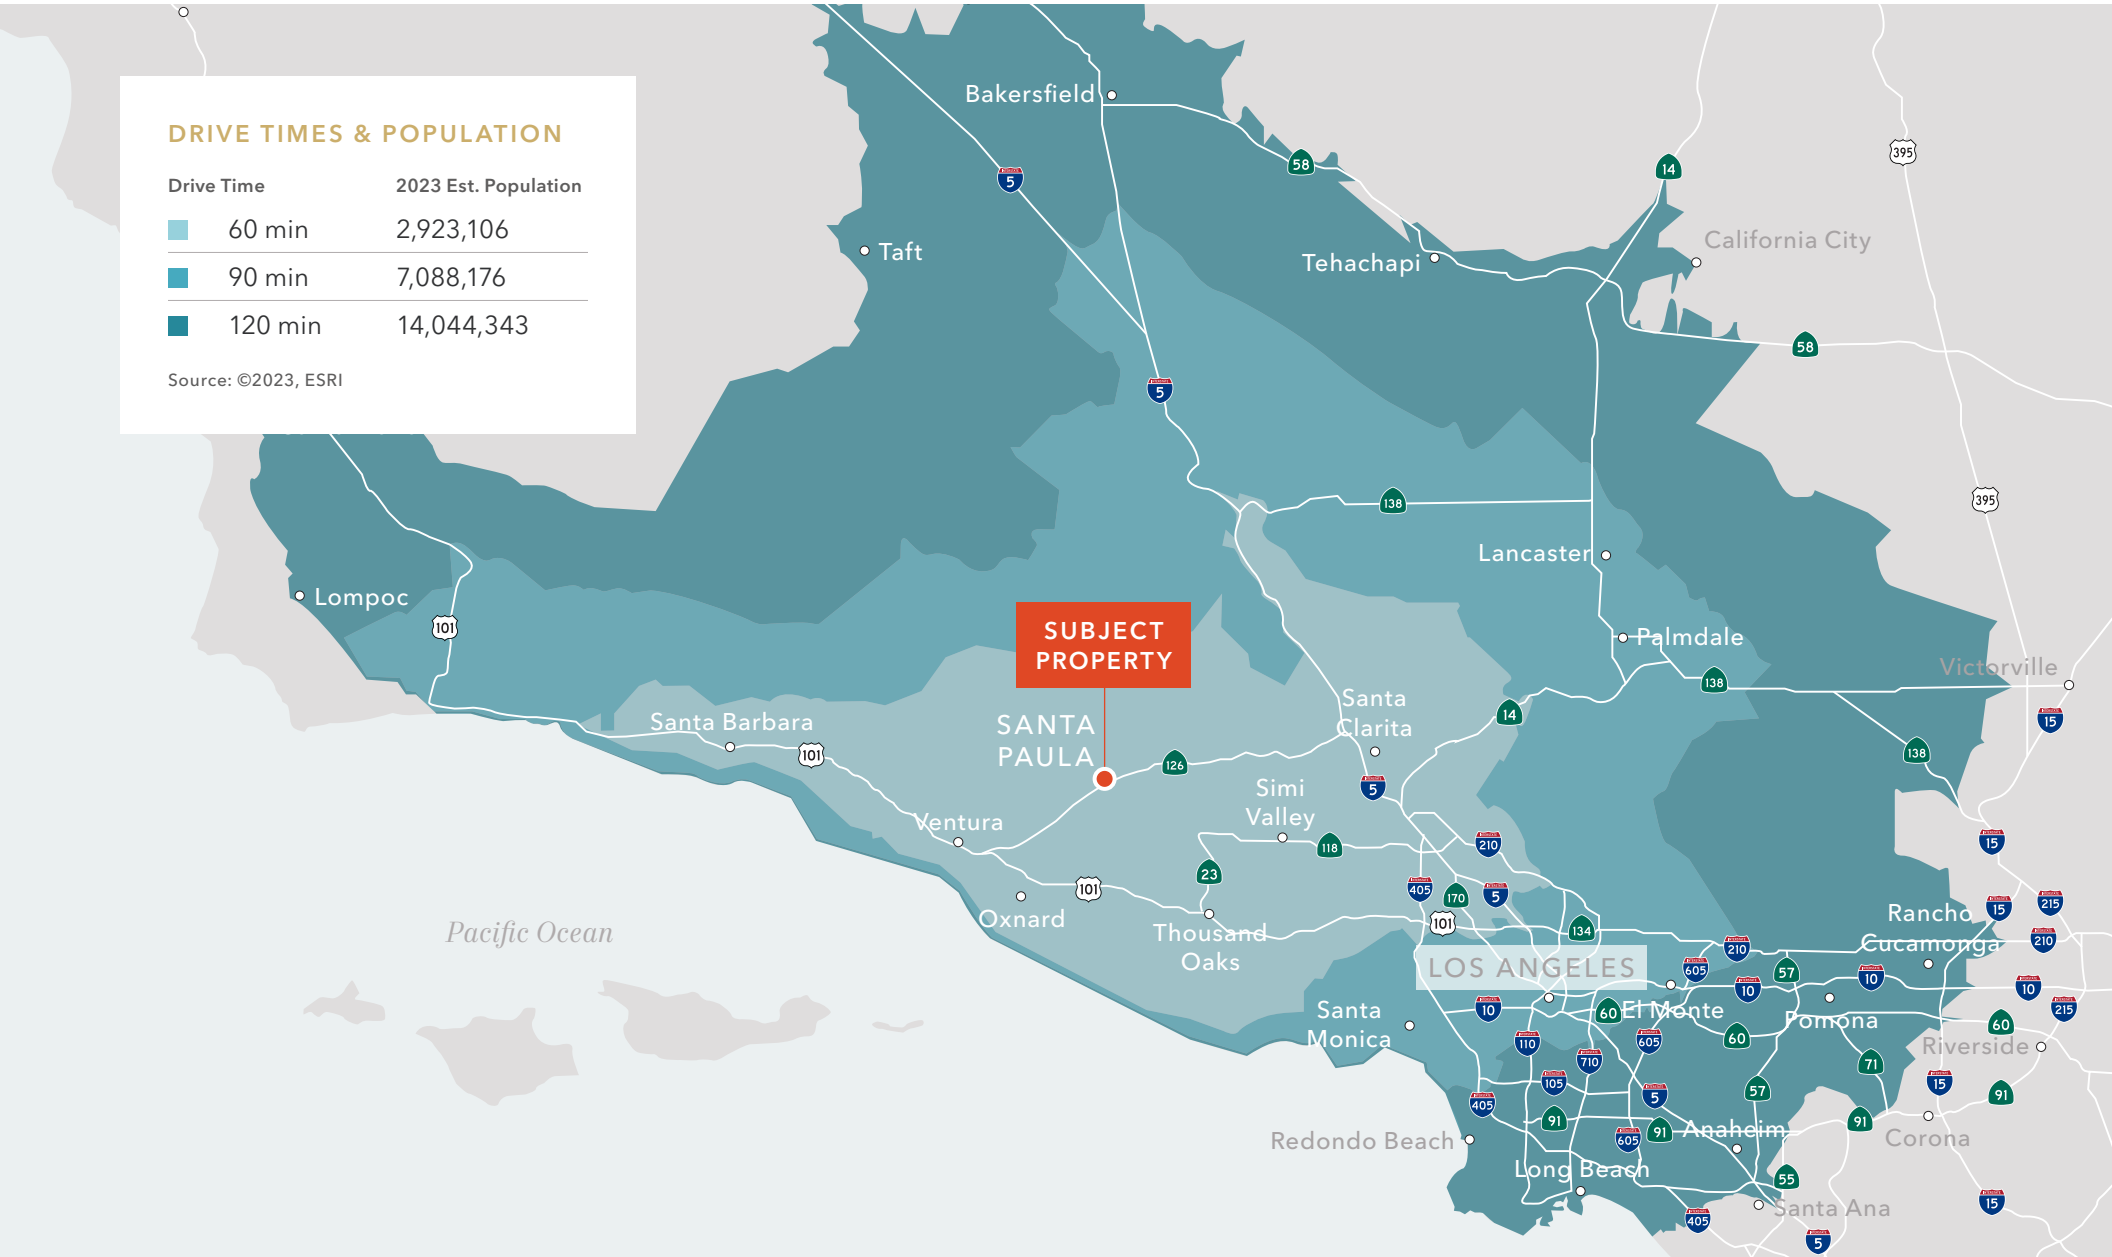 DRIVE TIMES & POPULATION
Drive Time 2023 Est. Population
60 min 2,923,106
90 min 7,088,176
120 min 14,044,343
Source: ©2023, ESRI
Bakersfield
58
14
395
5
Taft
Tehachapi
California City
58
5
138
395
Lancaster
Lompoc
101
SUBJECT
PROPERTY
Palmdale
138
Victorville
15
Santa Barbara
101
SANTA
PAULA
126
Santa
Clarita
14
138
5
Simi
Valley
118
210
15
Ventura
23
101
Oxnard
Thousand
Oaks
405
170
5
101
134
Rancho
Cucamonga
15
215
210
Pacific Ocean
LOS ANGELES
210
605
57
10
10
10
215
Santa
Monica
10
60
El Monte
Pomona
60
110
710
605
60
71
Riverside
105
5
57
15
91
405
91
605
91
Anaheim
91
Corona
Redondo Beach
Long Beach
55
15
Santa Ana
405
5